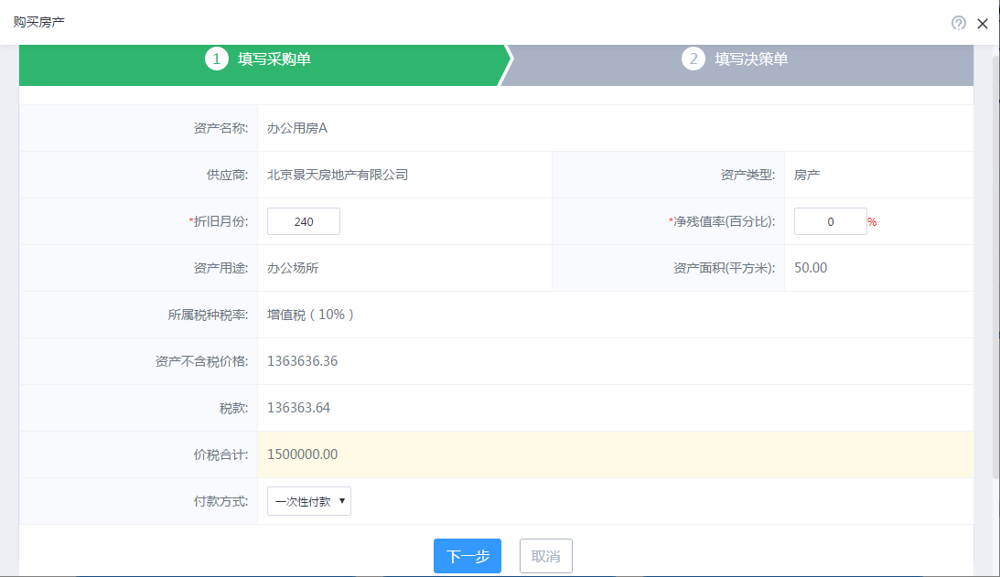 购买房产
1 填写采购单
2 填写决策单
资产名称: 办公用房A
供应商: 北京景天房地产有限公司 资产类型: 房产
*折旧月份: 240 *净残值率(百分比): 0 %
资产用途: 办公场所 资产面积(平方米): 50.00
所属税种税率: 增值税（10%）
资产不含税价格: 1363636.36
税款: 136363.64
价税合计: 1500000.00
付款方式: 一次性付款
下一步 取消